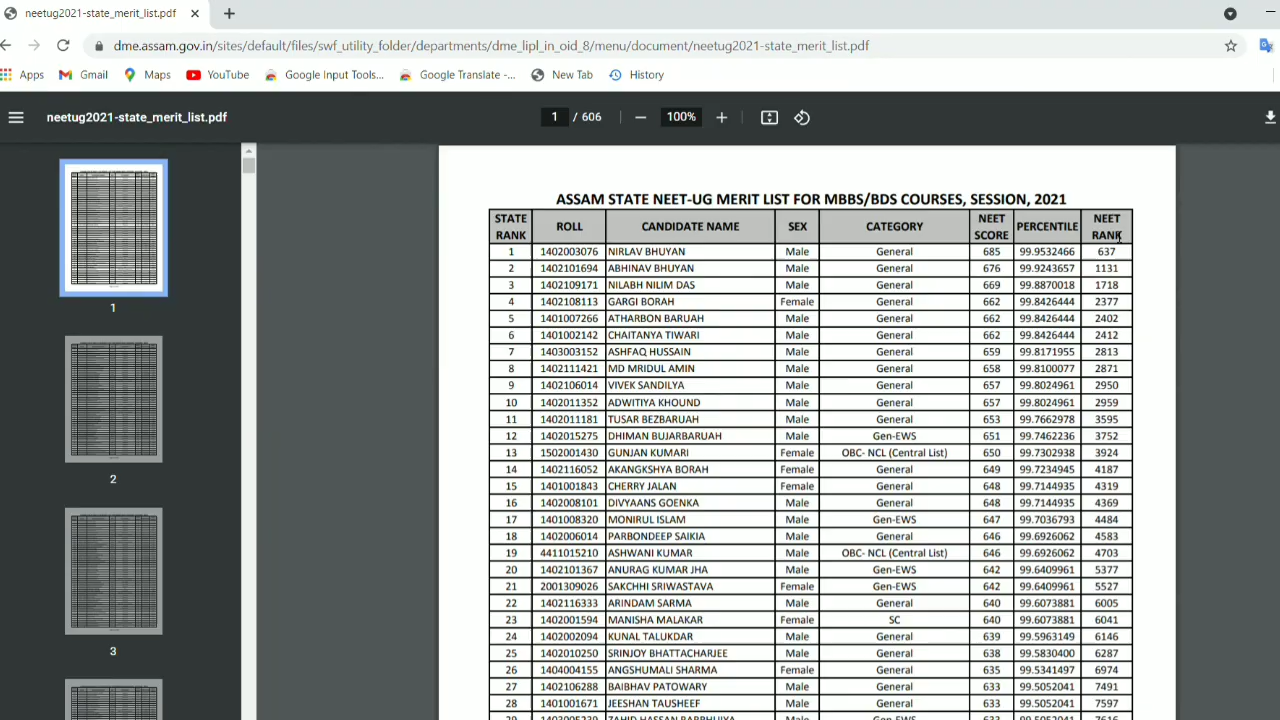 neetug2021-state_merit_list.pdf
dme.assam.gov.in/sites/default/files/swf_utility_folder/departments/dme_lipl_in_oid_8/menu/document/neetug2021-state_merit_list.pdf
Apps Gmail Maps YouTube Google Input Tools... Google Translate -... New Tab History
neetug2021-state_merit_list.pdf 1 / 606 100%
1
2
3
ASSAM STATE NEET-UG MERIT LIST FOR MBBS/BDS COURSES, SESSION, 2021
STATE RANK ROLL CANDIDATE NAME SEX CATEGORY NEET SCORE PERCENTILE NEET RANK
1 1402003076 NIRLAV BHUYAN Male General 685 99.9532466 637
2 1402101694 ABHINAV BHUYAN Male General 676 99.9243657 1131
3 1402109171 NILABH NILIM DAS Male General 669 99.8870018 1718
4 1402108113 GARGI BORAH Female General 662 99.8426444 2377
5 1401007266 ATHARBON BARUAH Male General 662 99.8426444 2402
6 1401002142 CHAITANYA TIWARI Male General 662 99.8426444 2412
7 1403003152 ASHFAQ HUSSAIN Male General 659 99.8171955 2813
8 1402111421 MD MRIDUL AMIN Male General 658 99.8100077 2871
9 1402106014 VIVEK SANDILYA Male General 657 99.8024961 2950
10 1402011352 ADWITIYA KHOUND Male General 657 99.8024961 2959
11 1402011181 TUSAR BEZBARUAH Male General 653 99.7662978 3595
12 1402015275 DHIMAN BUJARBARUAH Male Gen-EWS 651 99.7462236 3752
13 1502001430 GUNJAN KUMARI Female OBC- NCL (Central List) 650 99.7302938 3924
14 1402116052 AKANGKSHYA BORAH Female General 649 99.7234945 4187
15 1401001843 CHERRY JALAN Female General 648 99.7144935 4319
16 1402008101 DIVYAANS GOENKA Male General 648 99.7144935 4369
17 1401008320 MONIRUL ISLAM Male Gen-EWS 647 99.7036793 4484
18 1402006014 PARBONDEEP SAIKIA Male General 646 99.6926062 4583
19 4411015210 ASHWANI KUMAR Male OBC- NCL (Central List) 646 99.6926062 4703
20 1402101367 ANURAG KUMAR JHA Male Gen-EWS 642 99.6409961 5377
21 2001309026 SAKCHHI SRIWASTAVA Female Gen-EWS 642 99.6409961 5527
22 1402116333 ARINDAM SARMA Male General 640 99.6073881 6005
23 1402001594 MANISHA MALAKAR Female SC 640 99.6073881 6041
24 1402002094 KUNAL TALUKDAR Male General 639 99.5963149 6146
25 1402010250 SRINJOY BHATTACHARJEE Male General 638 99.5830400 6287
26 1404004155 ANGSHUMALI SHARMA Female General 635 99.5341497 6974
27 1402106288 BAIBHAV PATOWARY Male General 633 99.5052041 7491
28 1401001671 JEESHAN TAUSHEEF Male General 633 99.5052041 7597